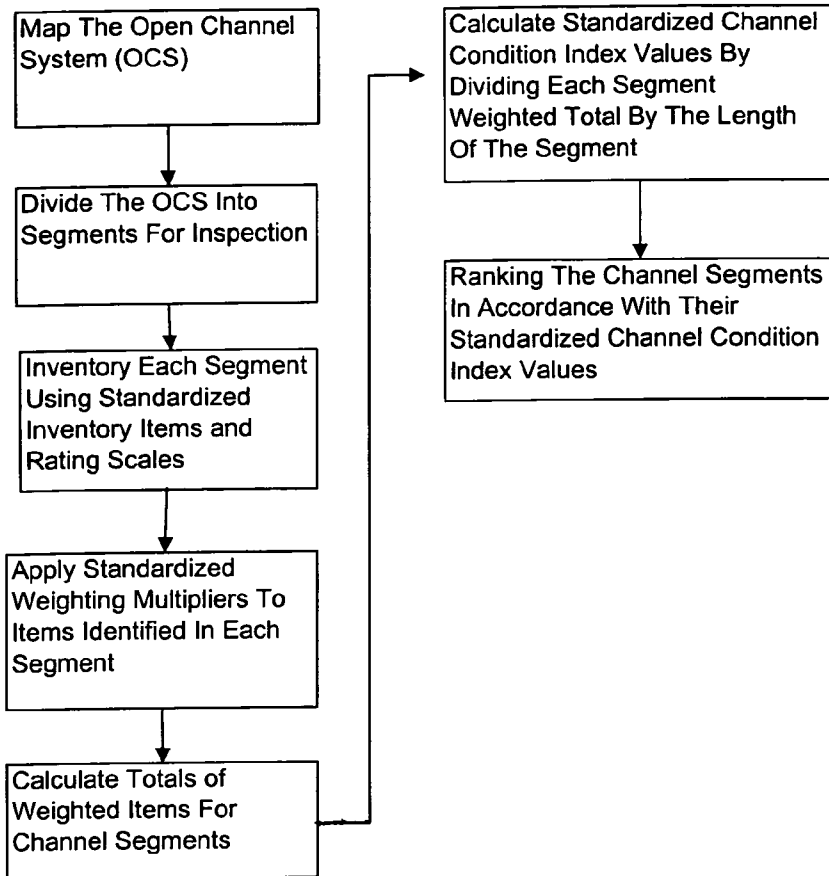 Map The Open Channel
System (OCS)
Divide The OCS Into
Segments For Inspection
Inventory Each Segment
Using Standardized
Inventory Items and
Rating Scales
Apply Standardized
Weighting Multipliers To
Items Identified In Each
Segment
Calculate Totals of
Weighted Items For
Channel Segments
Calculate Standardized Channel
Condition Index Values By
Dividing Each Segment
Weighted Total By The Length
Of The Segment
Ranking The Channel Segments
In Accordance With Their
Standardized Channel Condition
Index Values